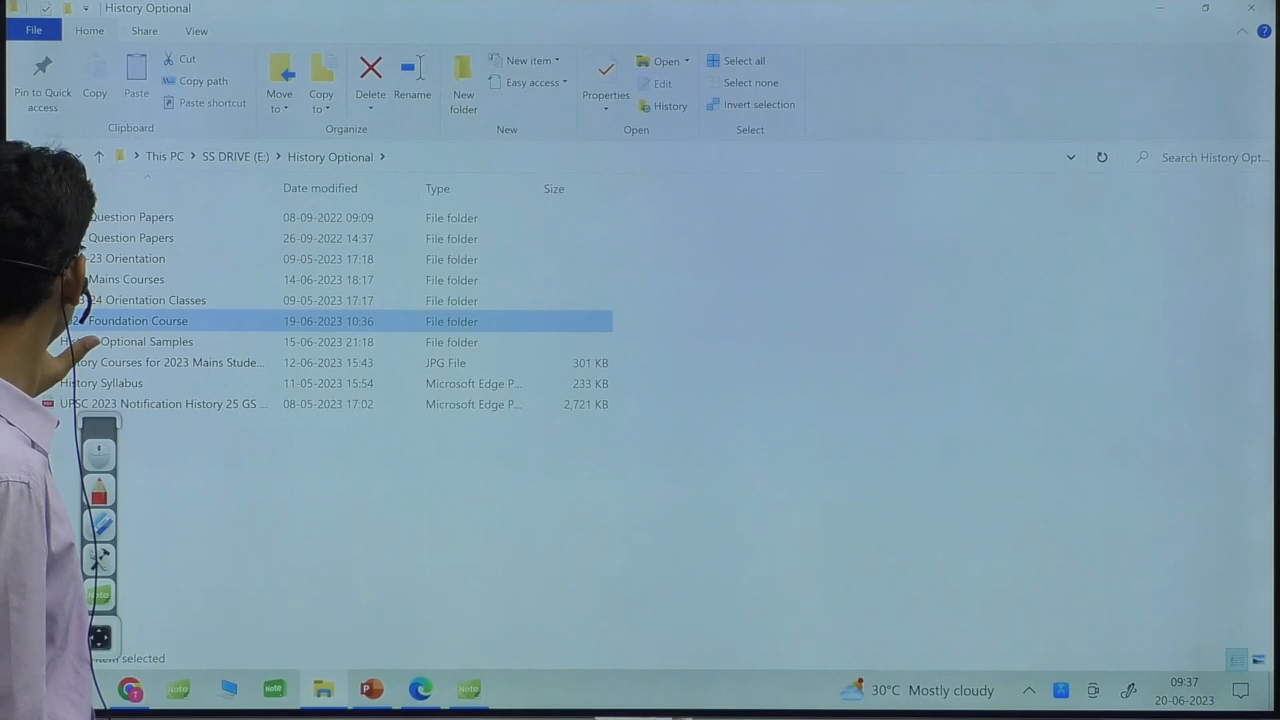 History Optional
File
Home
Share
View
Pin to Quick access
Copy
Paste
Cut
Copy path
Paste shortcut
Clipboard
Move to
Copy to
Delete
Rename
Organize
New folder
New item
Easy access
New
Properties
Open
Edit
History
Open
Select all
Select none
Invert selection
Select
This PC > SS DRIVE (E:) > History Optional >
Search History Opt...
Date modified Type Size
Question Papers 08-09-2022 09:09 File folder
Question Papers 26-09-2022 14:37 File folder
-23 Orientation 09-05-2023 17:18 File folder
Mains Courses 14-06-2023 18:17 File folder
24 Orientation Classes 09-05-2023 17:17 File folder
Foundation Course 19-06-2023 10:36 File folder
Optional Samples 15-06-2023 21:18 File folder
Courses for 2023 Mains Stude... 12-06-2023 15:43 JPG File 301 KB
History Syllabus 11-05-2023 15:54 Microsoft Edge P... 233 KB
UPSC 2023 Notification History 25 GS ... 08-05-2023 17:02 Microsoft Edge P... 2,721 KB
Note
selected
Note
Note
Note
30°C Mostly cloudy
09:37
20-06-2023